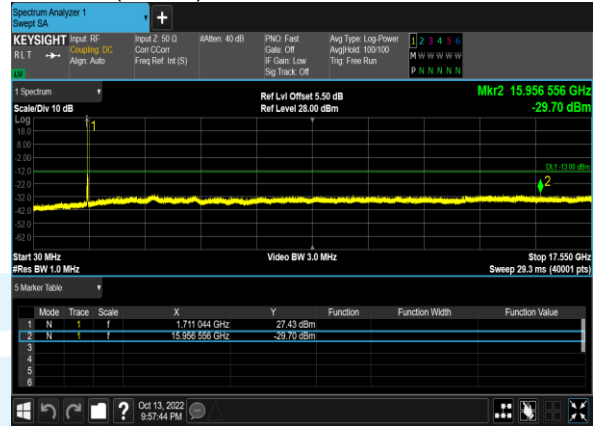 Spectrum Analyzer 1
Swept SA
+
KEYSIGHT Input: RF Input Z: 50 Ω #Atten: 40 dB PNO: Fast Avg Type: Log-Power 1 2 3 4 5 6
RLT Coupling: DC Corr CCorr Gate: Off Avg|Hold: 100/100 M W W W W W
Align: Auto Freq Ref: Int (S) IF Gain: Low Trig: Free Run
Sig Track: Off P N N N N N
1 Spectrum
Ref Lvl Offset 5.50 dB Mkr2 15.956 556 GHz
Scale/Div 10 dB Ref Level 28.00 dBm -29.70 dBm
Log
1
18.0
8.00
-2.00
DL1 -13.00 dBm
-12.0
2
-22.0
-32.0
-42.0
-52.0
-62.0
Start 30 MHz Video BW 3.0 MHz Stop 17.550 GHz
#Res BW 1.0 MHz Sweep 29.3 ms (40001 pts)
5 Marker Table
Mode Trace Scale X Y Function Function Width Function Value
1 N 1 f 1.711 044 GHz 27.43 dBm
2 N 1 f 15.956 556 GHz -29.70 dBm
3
4
5
6
? Oct 13, 2022
9:57:44 PM